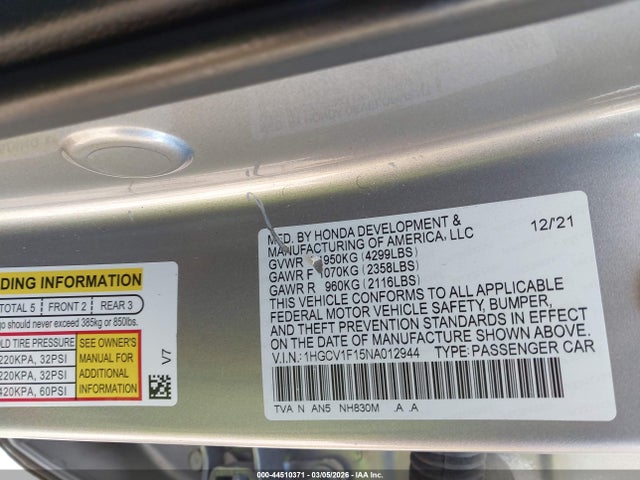 DING INFORMATION
TOTAL 5 FRONT 2 REAR 3
go should never exceed 385kg or 850lbs.
OLD TIRE PRESSURE
220KPA, 32PSI
220KPA, 32PSI
420KPA, 60PSI
SEE OWNER'S
MANUAL FOR
ADDITIONAL
INFORMATION
V7
12/21
MFD. BY HONDA DEVELOPMENT &
MANUFACTURING OF AMERICA, LLC
GVWR 950KG (4299LBS)
GAWR F 070KG (2358LBS)
GAWR R 960KG (2116LBS)
THIS VEHICLE CONFORMS TO ALL APPLICABLE
FEDERAL MOTOR VEHICLE SAFETY, BUMPER,
AND THEFT PREVENTION STANDARDS IN EFFECT
ON THE DATE OF MANUFACTURE SHOWN ABOVE.
V.I.N.: 1HGCV1F15NA012944 TYPE: PASSENGER CAR
TVA N AN5 NH830M .A .A
000-44510371 - 03/05/2026 - IAA Inc.